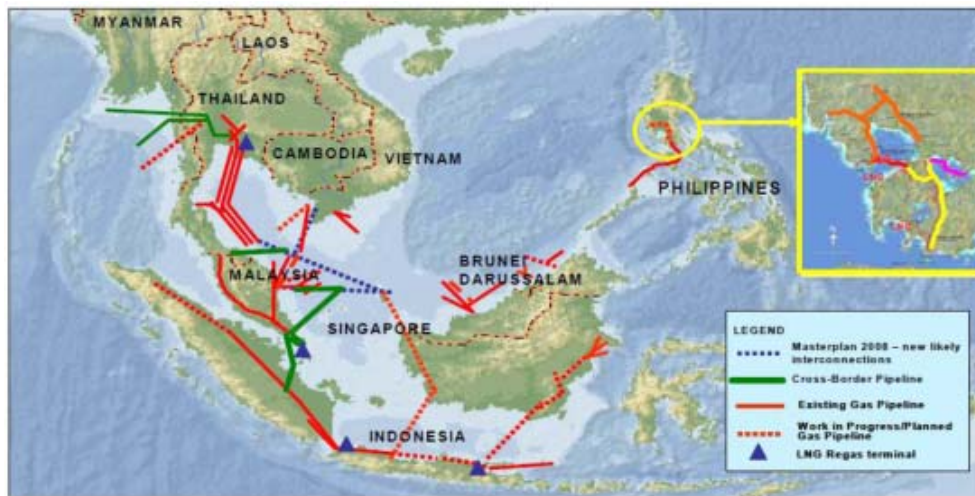 MYANMAR
LAOS
THAILAND
CAMBODIA
VIETNAM
PHILIPPINES
BRUNEI
DARUSSALAM
MALAYSIA
SINGAPORE
INDONESIA
LNG
LEGEND
Masterplan 2008 – new likely
interconnections
Cross-Border Pipeline
Existing Gas Pipeline
Work in Progress/Planned
Gas Pipeline
LNG Regas terminal